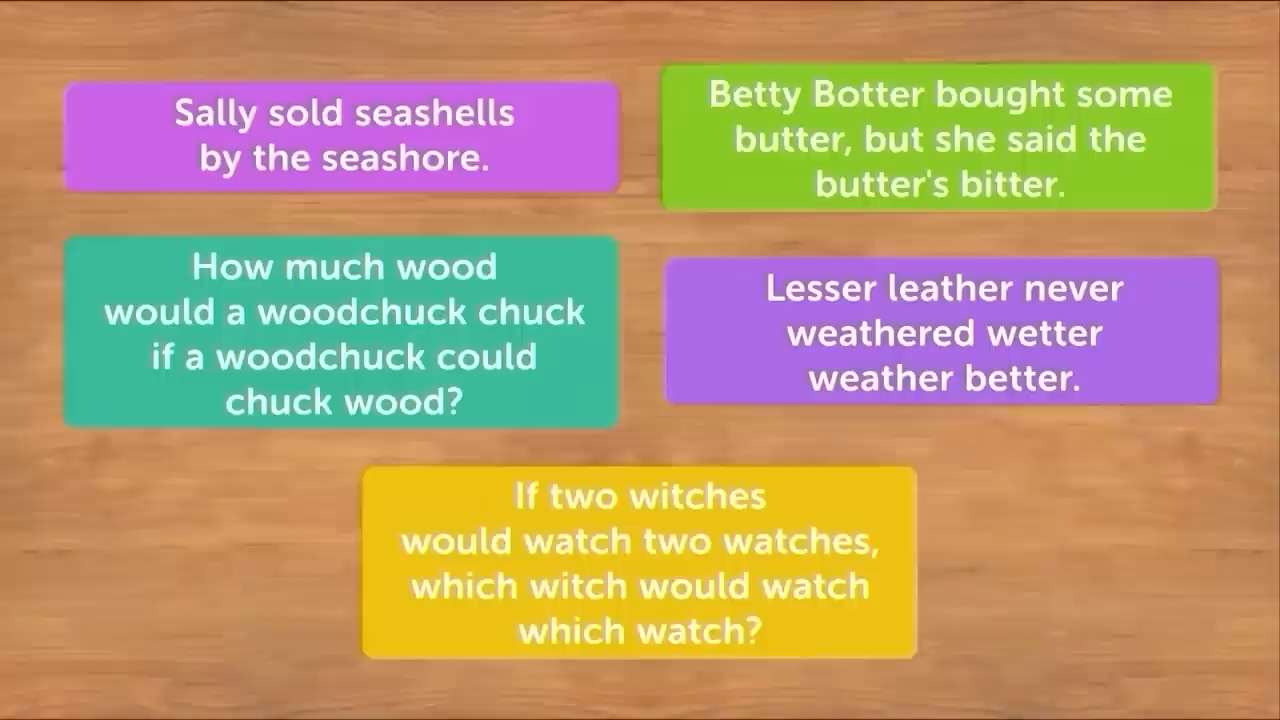 Sally sold seashells
by the seashore.
Betty Botter bought some
butter, but she said the
butter's bitter.
How much wood
would a woodchuck chuck
if a woodchuck could
chuck wood?
Lesser leather never
weathered wetter
weather better.
If two witches
would watch two watches,
which witch would watch
which watch?